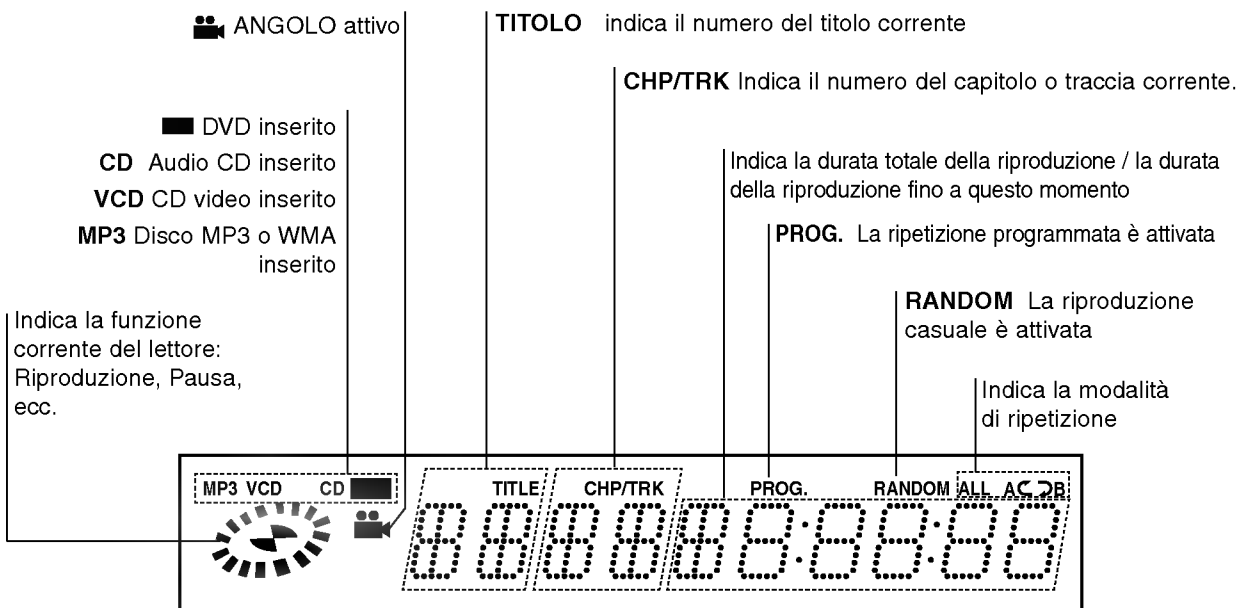 ANGOLO attivo
TITOLO indica il numero del titolo corrente
CHP/TRK Indica il numero del capitolo o traccia corrente.
DVD inserito
CD Audio CD inserito
VCD CD video inserito
MP3 Disco MP3 o WMA
inserito
Indica la durata totale della riproduzione / la durata
della riproduzione fino a questo momento
PROG. La ripetizione programmata è attivata
RANDOM La riproduzione
casuale è attivata
Indica la funzione
corrente del lettore:
Riproduzione, Pausa,
ecc.
Indica la modalità
di ripetizione
MP3 VCD CD TITLE CHP/TRK PROG. RANDOM ALL A B